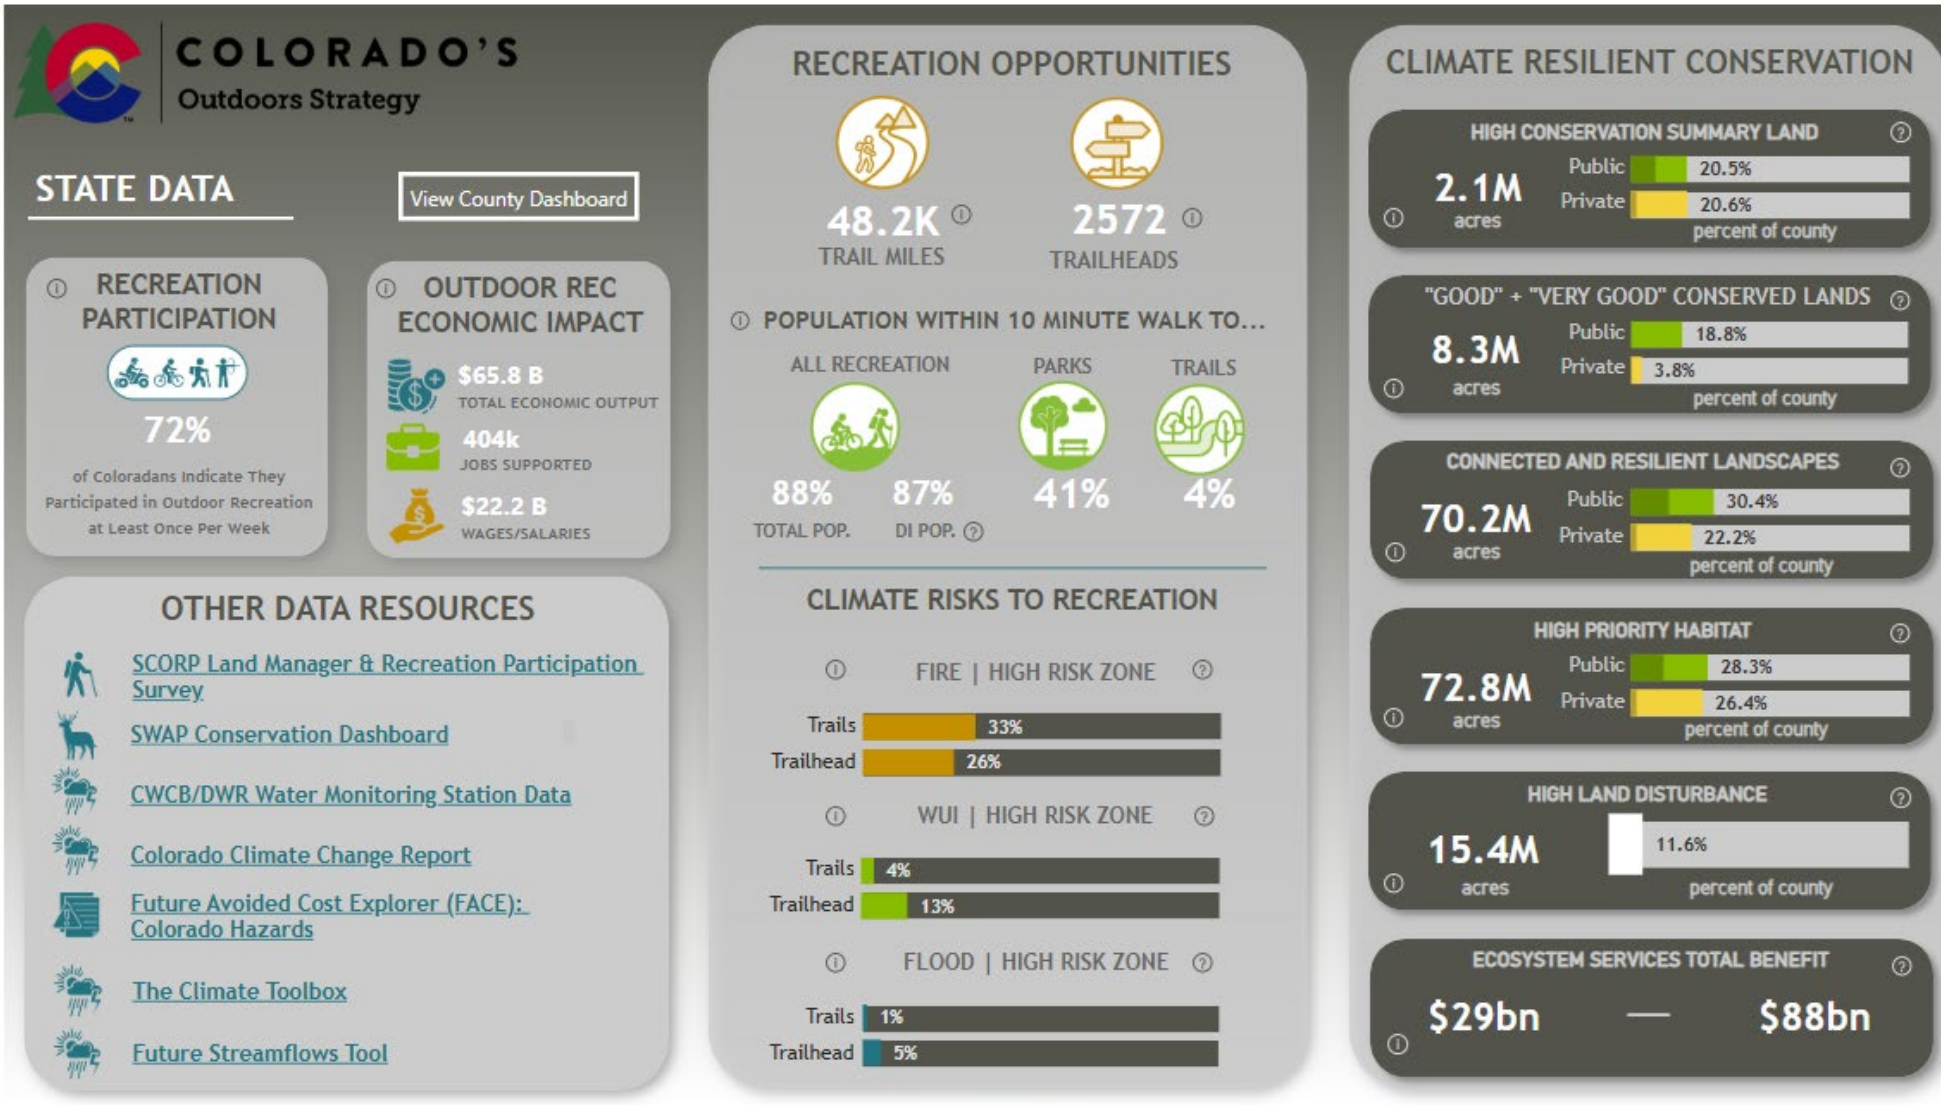 COLORADO'S
Outdoors Strategy
TM
STATE DATA
View County Dashboard
RECREATION
PARTICIPATION
72%
of Coloradans Indicate They
Participated in Outdoor Recreation
at Least Once Per Week
OUTDOOR REC
ECONOMIC IMPACT
$65.8 B
TOTAL ECONOMIC OUTPUT
404k
JOBS SUPPORTED
$22.2 B
WAGES/SALARIES
OTHER DATA RESOURCES
SCORP Land Manager & Recreation Participation
Survey
SWAP Conservation Dashboard
CWCB/DWR Water Monitoring Station Data
Colorado Climate Change Report
Future Avoided Cost Explorer (FACE):
Colorado Hazards
The Climate Toolbox
Future Streamflows Tool
RECREATION OPPORTUNITIES
48.2K
TRAIL MILES
2572
TRAILHEADS
POPULATION WITHIN 10 MINUTE WALK TO...
ALL RECREATION PARKS TRAILS
88% 87% 41% 4%
TOTAL POP. DI POP.
CLIMATE RISKS TO RECREATION
FIRE | HIGH RISK ZONE
Trails 33%
Trailhead 26%
WUI | HIGH RISK ZONE
Trails 4%
Trailhead 13%
FLOOD | HIGH RISK ZONE
Trails 1%
Trailhead 5%
CLIMATE RESILIENT CONSERVATION
HIGH CONSERVATION SUMMARY LAND
2.1M
acres
Public 20.5%
Private 20.6%
percent of county
"GOOD" + "VERY GOOD" CONSERVED LANDS
8.3M
acres
Public 18.8%
Private 3.8%
percent of county
CONNECTED AND RESILIENT LANDSCAPES
70.2M
acres
Public 30.4%
Private 22.2%
percent of county
HIGH PRIORITY HABITAT
72.8M
acres
Public 28.3%
Private 26.4%
percent of county
HIGH LAND DISTURBANCE
15.4M
acres
11.6%
percent of county
ECOSYSTEM SERVICES TOTAL BENEFIT
$29bn — $88bn